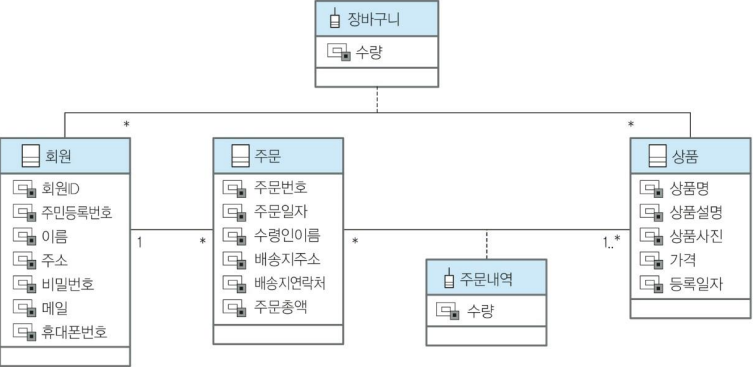 장바구니
수량
*
*
회원
회원ID
주민등록번호
이름
주소
비밀번호
메일
휴대폰번호
1
*
주문
주문번호
주문일자
수령인이름
배송지주소
배송지연락처
주문총액
*
1..*
주문내역
수량
상품
상품명
상품설명
상품사진
가격
등록일자